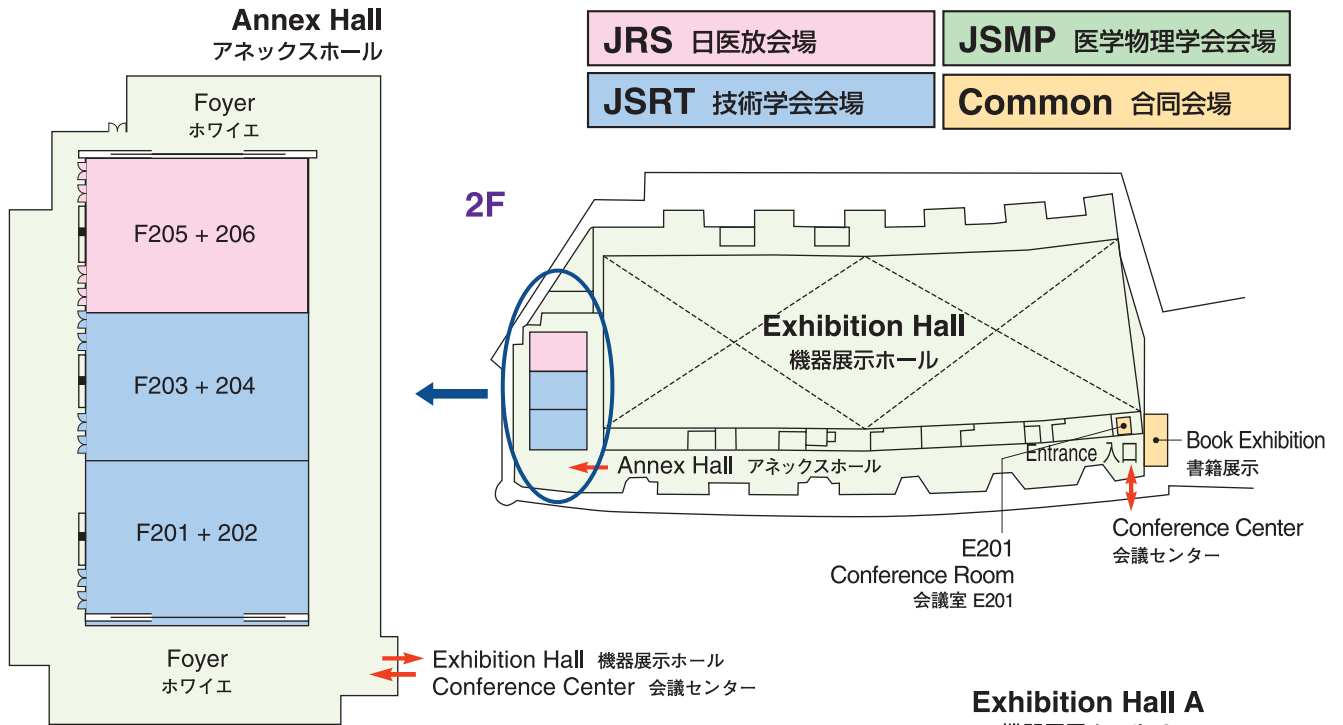 Annex Hall
アネックスホール
JRS 日医放会場
JSMP 医学物理学会会場
JSRT 技術学会会場
Common 合同会場
Foyer
ホワイエ
F205 + 206
F203 + 204
F201 + 202
Foyer
ホワイエ
Exhibition Hall 機器展示ホール
Conference Center 会議センター
2F
Exhibition Hall
機器展示ホール
Annex Hall アネックスホール
Entrance 入口
Book Exhibition
書籍展示
Conference Center
会議センター
E201
Conference Room
会議室 E201
Exhibition Hall A